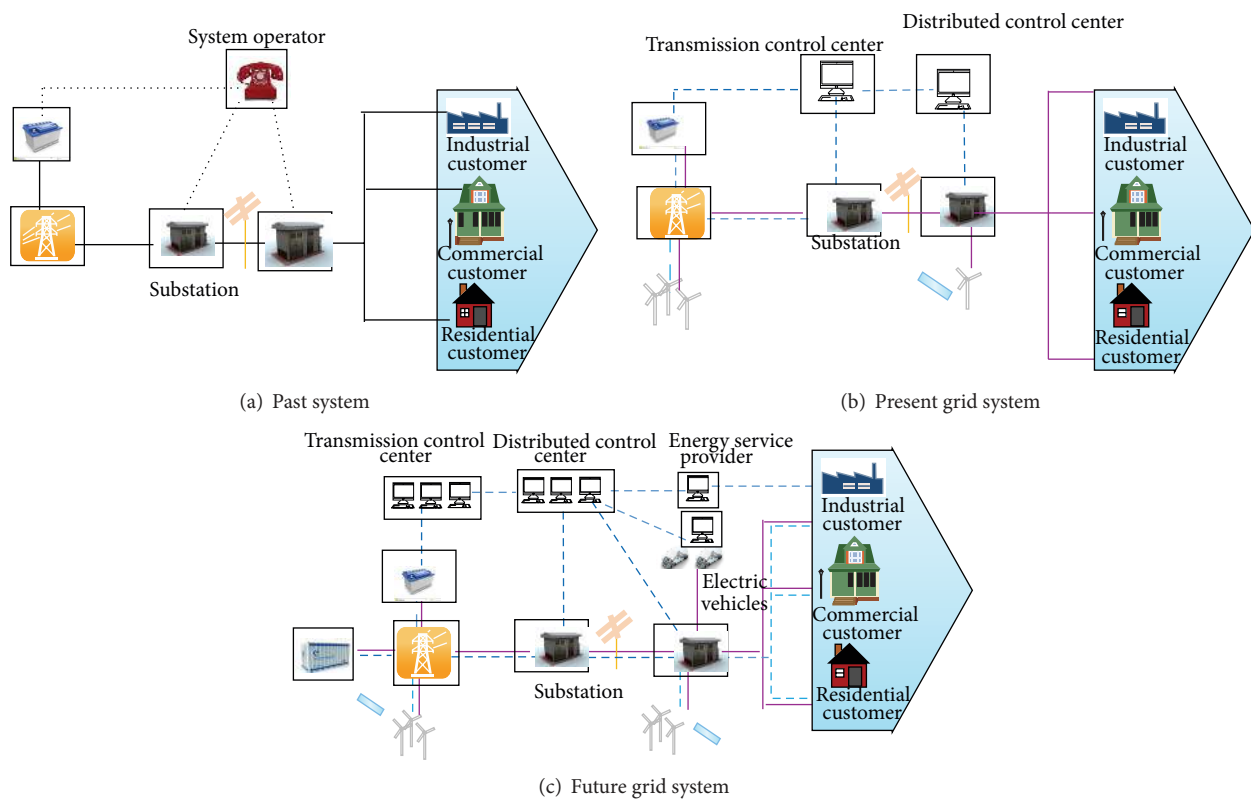 System operator
Substation
Industrial
customer
Commercial
customer
Residential
customer
(a) Past system
Distributed control center
Transmission control center
Substation
Industrial
customer
Commercial
customer
Residential
customer
(b) Present grid system
Transmission control
center
Distributed control
center
Energy service
provider
Electric
vehicles
Substation
Industrial
customer
Commercial
customer
Residential
customer
(c) Future grid system